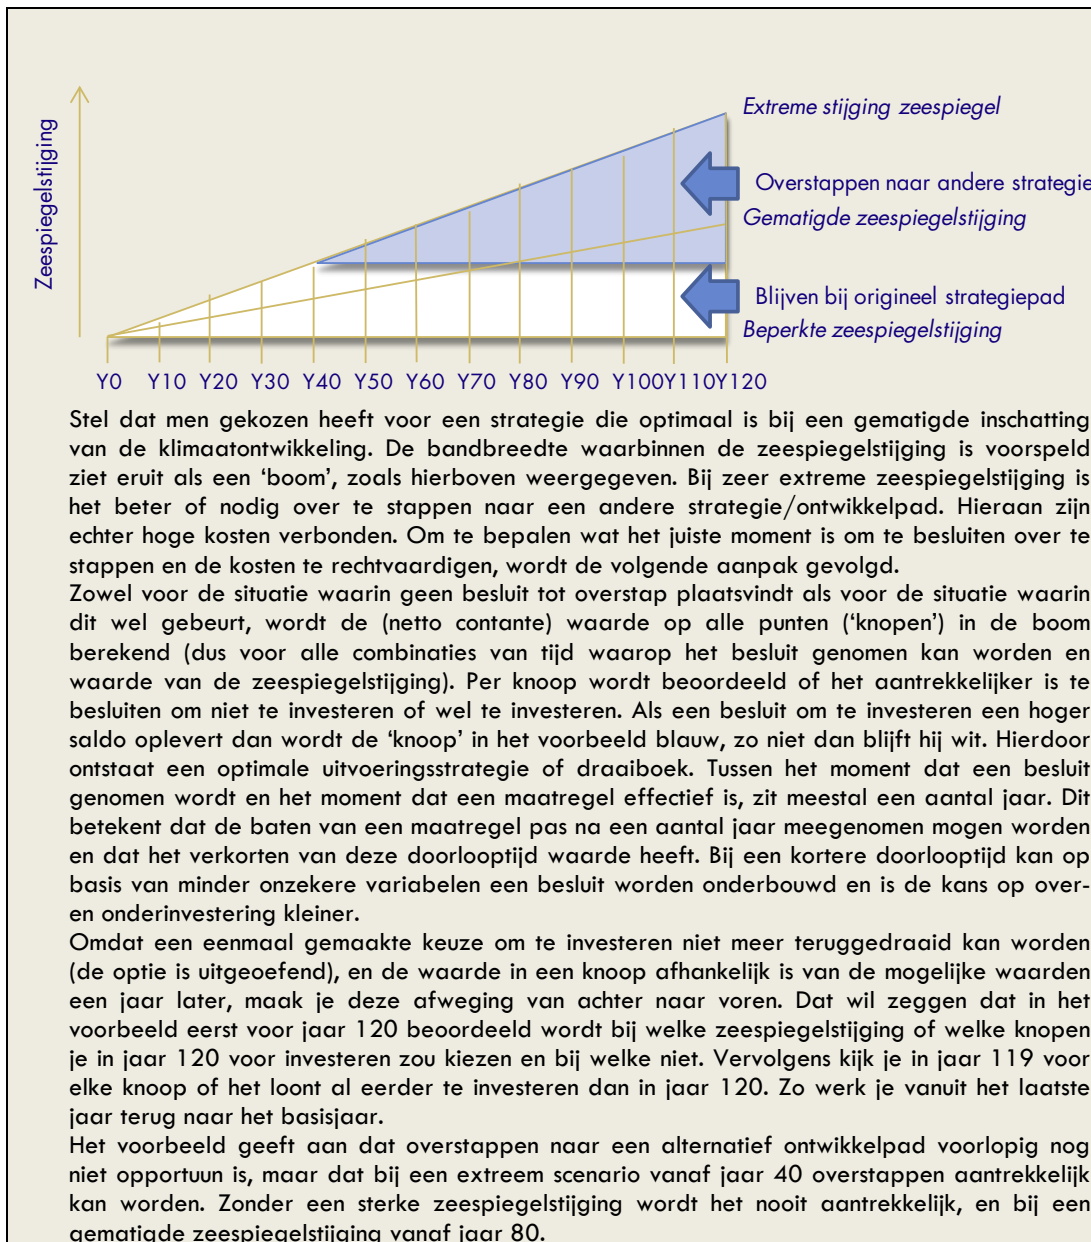 Zeespiegelstijging
Extreme stijging zeespiegel
Overstappen naar andere strategie
Gematigde zeespiegelstijging
Blijven bij origineel strategiepad
Beperkte zeespiegelstijging
Y0 Y10 Y20 Y30 Y40 Y50 Y60 Y70 Y80 Y90 Y100 Y110 Y120
Stel dat men gekozen heeft voor een strategie die optimaal is bij een gematigde inschatting
van de klimaatontwikkeling. De bandbreedte waarbinnen de zeespiegelstijging is voorspeld
ziet eruit als een ‘boom’, zoals hierboven weergegeven. Bij zeer extreme zeespiegelstijging is
het beter of nodig over te stappen naar een andere strategie/ontwikkelpad. Hieraan zijn
echter hoge kosten verbonden. Om te bepalen wat het juiste moment is om te besluiten over te
stappen en de kosten te rechtvaardigen, wordt de volgende aanpak gevolgd.
Zowel voor de situatie waarin geen besluit tot overstap plaatsvindt als voor de situatie waarin
dit wel gebeurt, wordt de (netto contante) waarde op alle punten (‘knopen’) in de boom
berekend (dus voor alle combinaties van tijd waarop het besluit genomen kan worden en
waarde van de zeespiegelstijging). Per knoop wordt beoordeeld of het aantrekkelijker is te
besluiten om niet te investeren of wel te investeren. Als een besluit om te investeren een hoger
saldo oplevert dan wordt de ‘knoop’ in het voorbeeld blauw, zo niet dan blijft hij wit. Hierdoor
ontstaat een optimale uitvoeringsstrategie of draaiboek. Tussen het moment dat een besluit
genomen wordt en het moment dat een maatregel effectief is, zit meestal een aantal jaar. Dit
betekent dat de baten van een maatregel pas na een aantal jaar meegenomen mogen worden
en dat het verkorten van deze doorlooptijd waarde heeft. Bij een kortere doorlooptijd kan op
basis van minder onzekere variabelen een besluit worden onderbouwd en is de kans op over-
en onderinvestering kleiner.
Omdat een eenmaal gemaakte keuze om te investeren niet meer teruggedraaid kan worden
(de optie is uitgeoefend), en de waarde in een knoop afhankelijk is van de mogelijke waarden
een jaar later, maak je deze afweging van achter naar voren. Dat wil zeggen dat in het
voorbeeld eerst voor jaar 120 beoordeeld wordt bij welke zeespiegelstijging of welke knopen
je in jaar 120 voor investeren zou kiezen en bij welke niet. Vervolgens kijk je in jaar 119 voor
elke knoop of het loont al eerder te investeren dan in jaar 120. Zo werk je vanuit het laatste
jaar terug naar het basisjaar.
Het voorbeeld geeft aan dat overstappen naar een alternatief ontwikkelpad voorlopig nog
niet opportuun is, maar dat bij een extreem scenario vanaf jaar 40 overstappen aantrekkelijk
kan worden. Zonder een sterke zeespiegelstijging wordt het nooit aantrekkelijk, en bij een
gematigde zeespiegelstijging vanaf jaar 80.